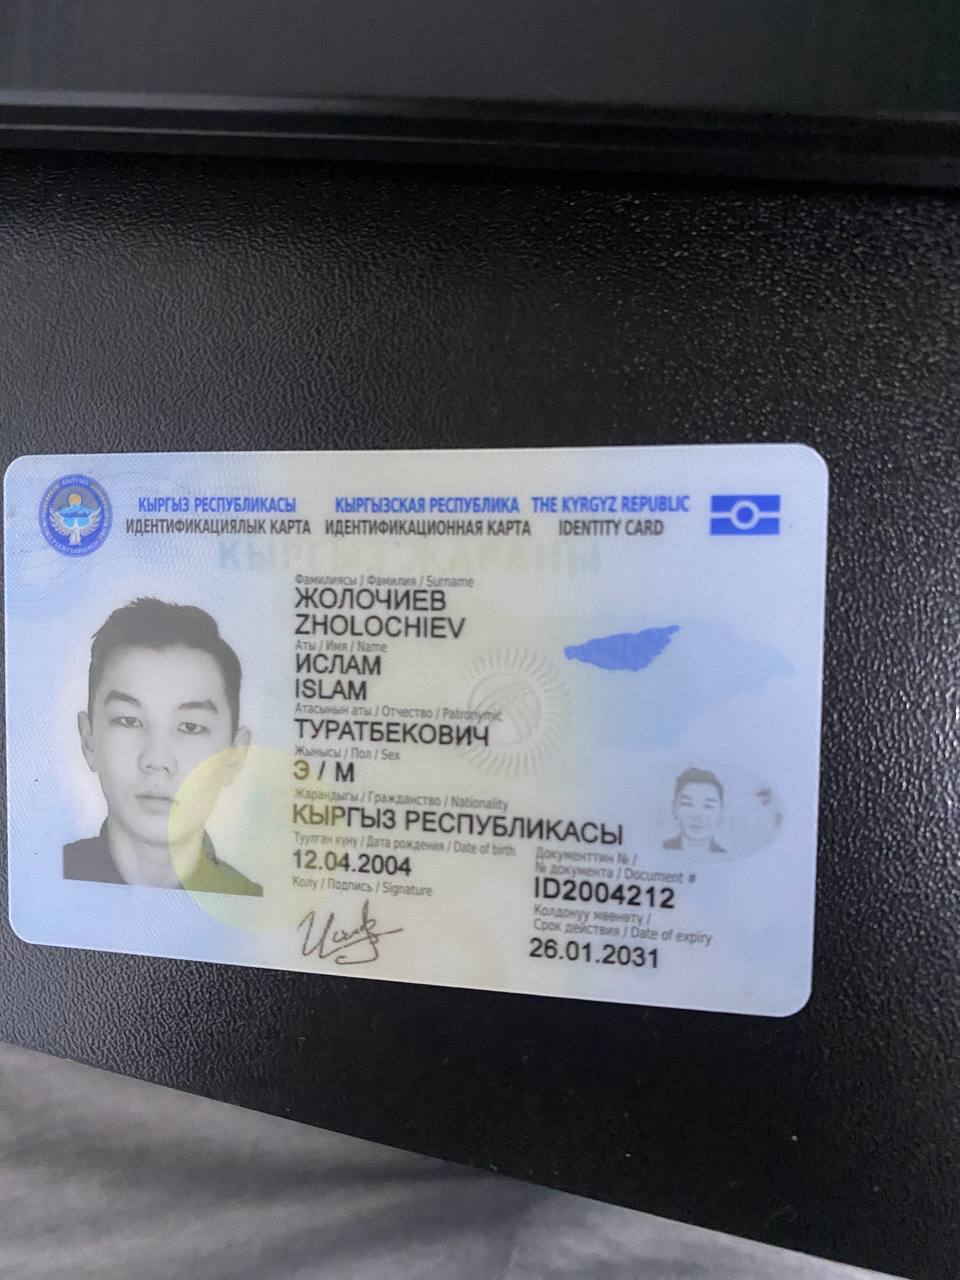 КЫРГЫЗ РЕСПУБЛИКАСЫ КЫРГЫЗСКАЯ РЕСПУБЛИКА THE KYRGYZ REPUBLIC
ИДЕНТИФИКАЦИЯЛЫК КАРТА ИДЕНТИФИКАЦИОННАЯ КАРТА IDENTITY CARD
КЫРГЫЗ ЖАРАНЫ
Фамилиясы / Фамилия / Surname
ЖОЛОЧИЕВ
ZHOLOCHIEV
Аты / Имя / Name
ИСЛАМ
ISLAM
Атасынын аты / Отчество / Patronymic
ТУРАТБЕКОВИЧ
Жынысы / Пол / Sex
Э / М
Жарандыгы / Гражданство / Nationality
КЫРГЫЗ РЕСПУБЛИКАСЫ
Туулган күнү / Дата рождения / Date of birth
12.04.2004
Колу / Подпись / Signature
Документтин № /
№ документа / Document #
ID2004212
Колдонуу мөөнөтү /
Срок действия / Date of expiry
26.01.2031